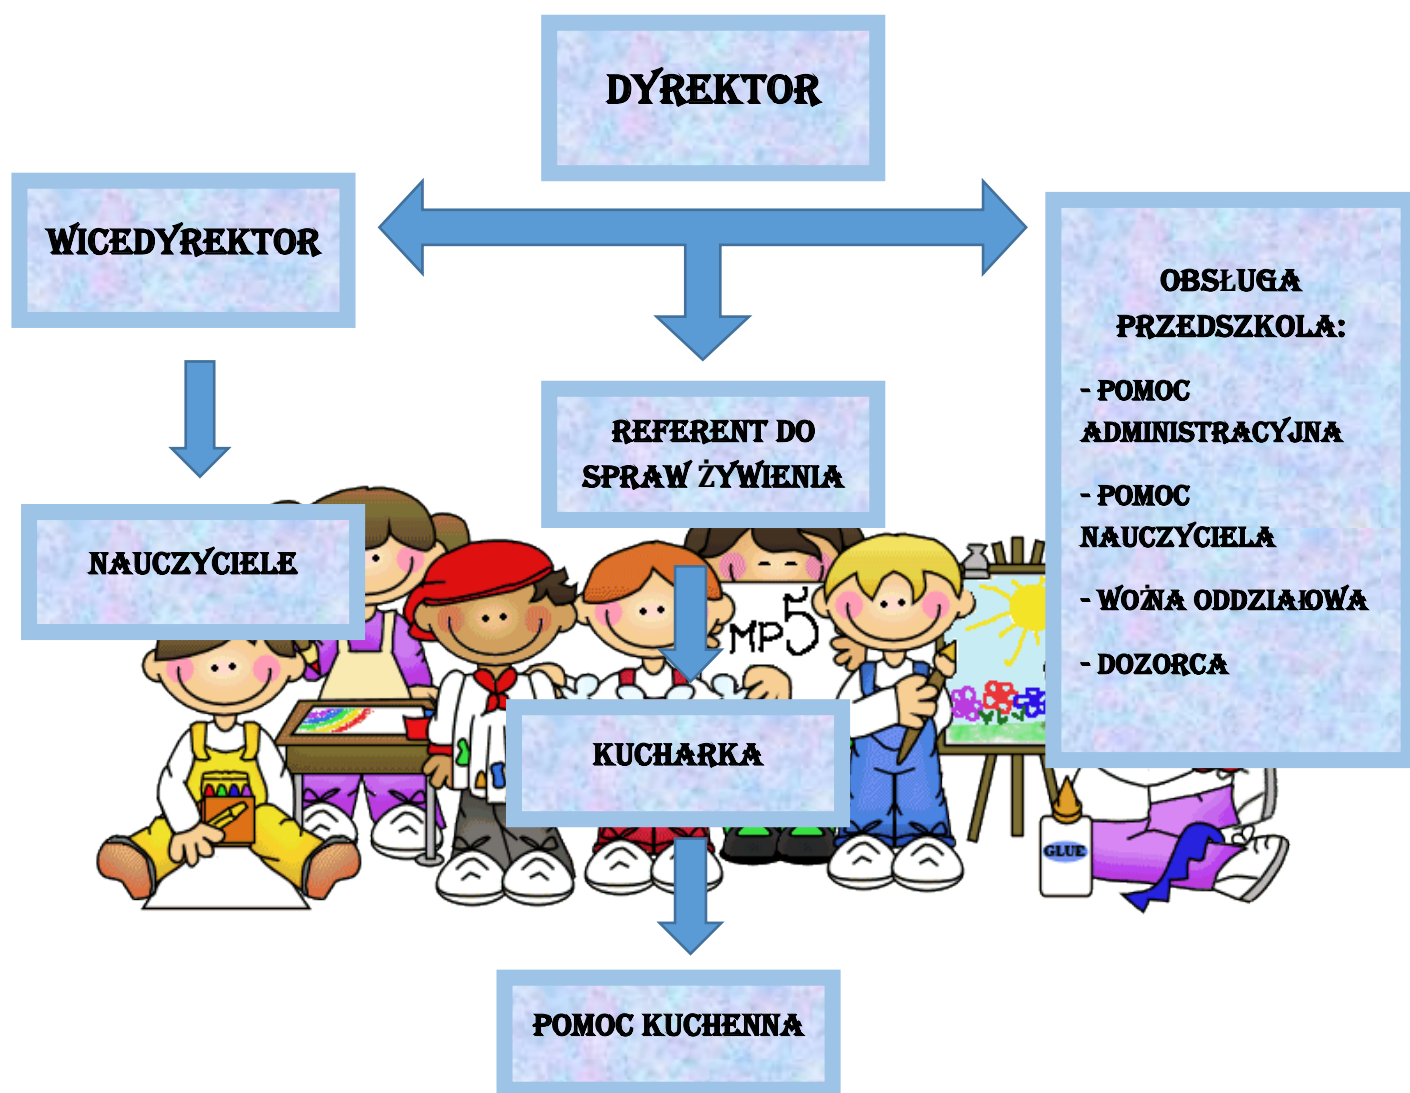 DYREKTOR
WICEDYREKTOR
OBSŁUGA
PRZEDSZKOLA:
- POMOC
ADMINISTRACYJNA
- POMOC
NAUCZYCIELA
- WOŻNA ODDZIAŁOWA
- DOZORCA
REFERENT DO
SPRAW ŻYWIENIA
NAUCZYCIELE
MP5
KUCHARKA
GLUE
POMOC KUCHENNA